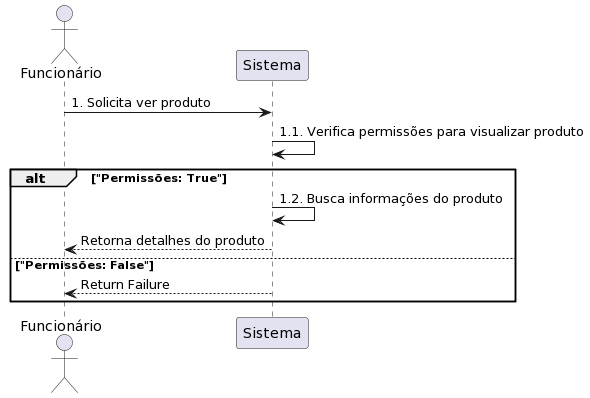 Funcionário
Sistema
1. Solicita ver produto
1.1. Verifica permissões para visualizar produto
alt
["Permissões: True"]
1.2. Busca informações do produto
Retorna detalhes do produto
["Permissões: False"]
Return Failure
Funcionário
Sistema